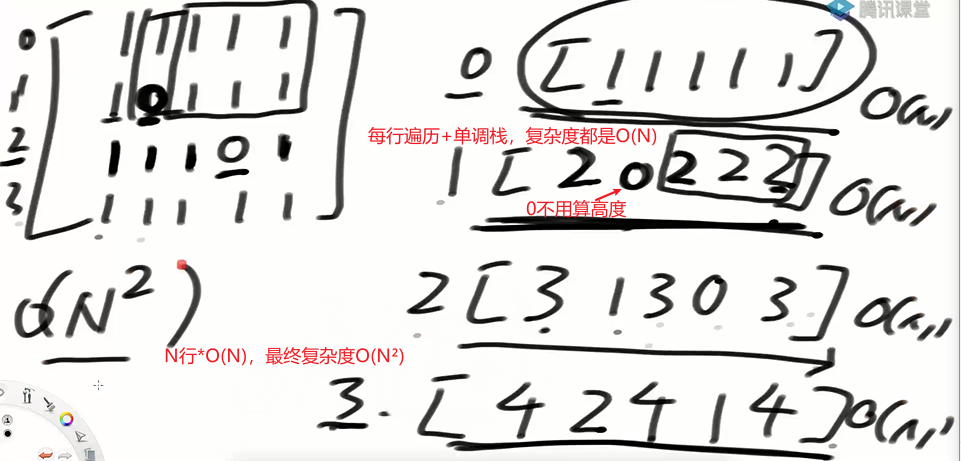 腾讯课堂
0 1 1 1 1 1
1 1 0 1 1 1
2 1 1 1 0 1
3 1 1 1 1 1
0 [ 1 1 1 1 1 ] O(N)
每行遍历+单调栈，复杂度都是O(N)
1 [ 2 0 2 2 2 ] O(N)
0不用算高度
2 [ 3 1 3 0 3 ] O(N)
O(N²)
N行*O(N)，最终复杂度O(N²)
3. [ 4 2 4 1 4 ] O(N)